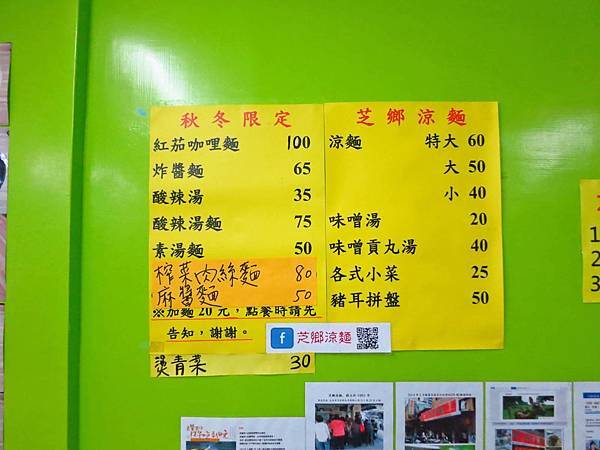 秋冬限定
紅茄咖哩麵 100
炸醬麵 65
酸辣湯 35
酸辣湯麵 75
素湯麵 50
榨菜肉絲麵 80
麻醬麵 50
※加麵 20 元，點餐時請先
告知，謝謝。
燙青菜 30
芝鄉涼麵
涼麵 特大 60
大 50
小 40
味噌湯 20
味噌貢丸湯 40
各式小菜 25
豬耳拼盤 50
f 芝鄉涼麵
1
2
3